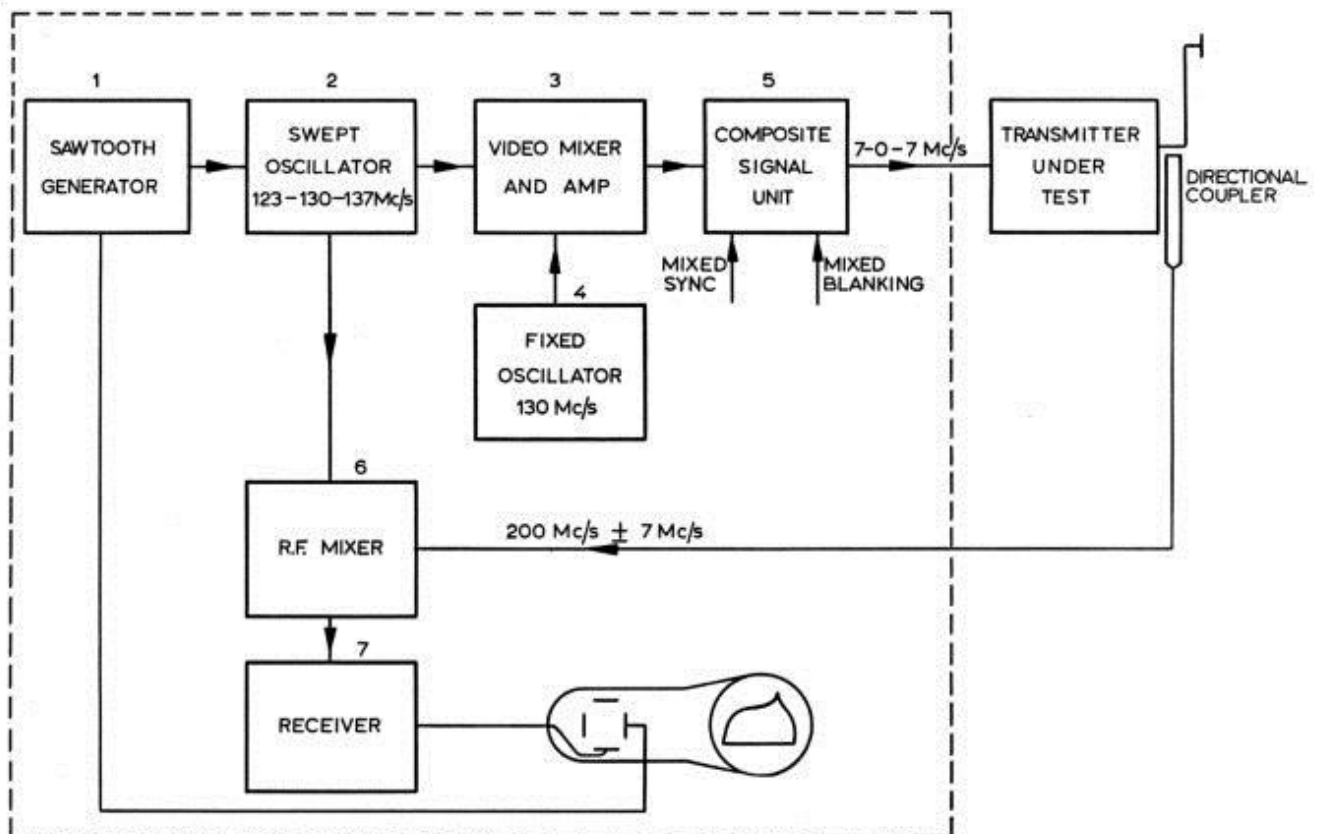 1
SAWTOOTH
GENERATOR
2
SWEPT
OSCILLATOR
123-130-137Mc/s
3
VIDEO MIXER
AND AMP
5
COMPOSITE
SIGNAL
UNIT
7-0-7 Mc/s
TRANSMITTER
UNDER
TEST
DIRECTIONAL
COUPLER
MIXED
SYNC
MIXED
BLANKING
4
FIXED
OSCILLATOR
130 Mc/s
6
R.F. MIXER
200 Mc/s ± 7 Mc/s
7
RECEIVER